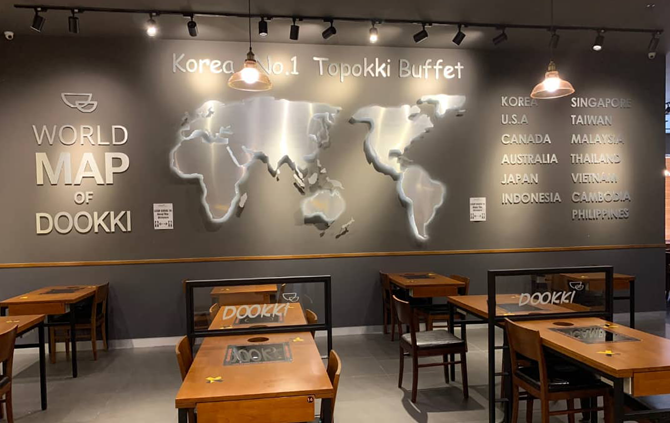 Korea No.1 Topokki Buffet
WORLD
MAP
OF
DOOKKI
KOREA
U.S.A
CANADA
AUSTRALIA
JAPAN
INDONESIA
SINGAPORE
TAIWAN
MALAYSIA
THAILAND
VIETNAM
CAMBODIA
PHILIPPINES
DOOKKI
DOOKKI
DOOKKI